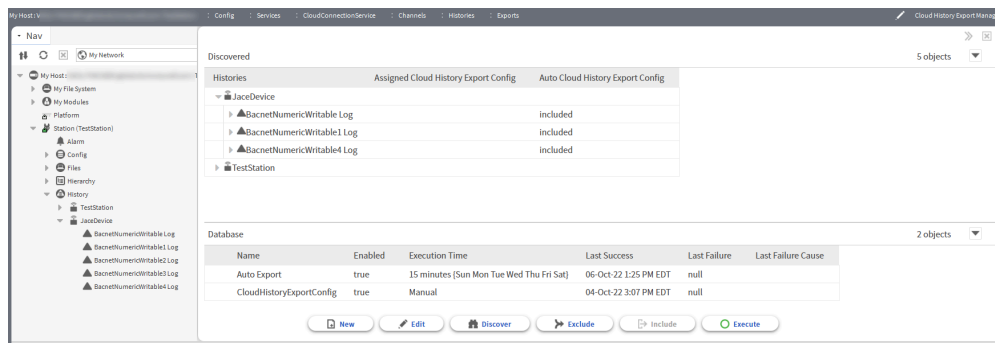 My Host : V
: Config : Services : CloudConnectionService : Channels : Histories : Exports
Cloud History Export Manag
Nav
My Network
My Host :
My File System
My Modules
Platform
Station (TestStation)
Alarm
Config
Files
Hierarchy
History
TestStation
JaceDevice
BacnetNumericWritable Log
BacnetNumericWritable1 Log
BacnetNumericWritable2 Log
BacnetNumericWritable3 Log
BacnetNumericWritable4 Log
Discovered 5 objects
Histories Assigned Cloud History Export Config Auto Cloud History Export Config
JaceDevice
BacnetNumericWritable Log included
BacnetNumericWritable1 Log included
BacnetNumericWritable4 Log included
TestStation
Database 2 objects
Name Enabled Execution Time Last Success Last Failure Last Failure Cause
Auto Export true 15 minutes {Sun Mon Tue Wed Thu Fri Sat} 06-Oct-22 1:25 PM EDT null
CloudHistoryExportConfig true Manual 04-Oct-22 3:07 PM EDT null
New Edit Discover Exclude Include Execute